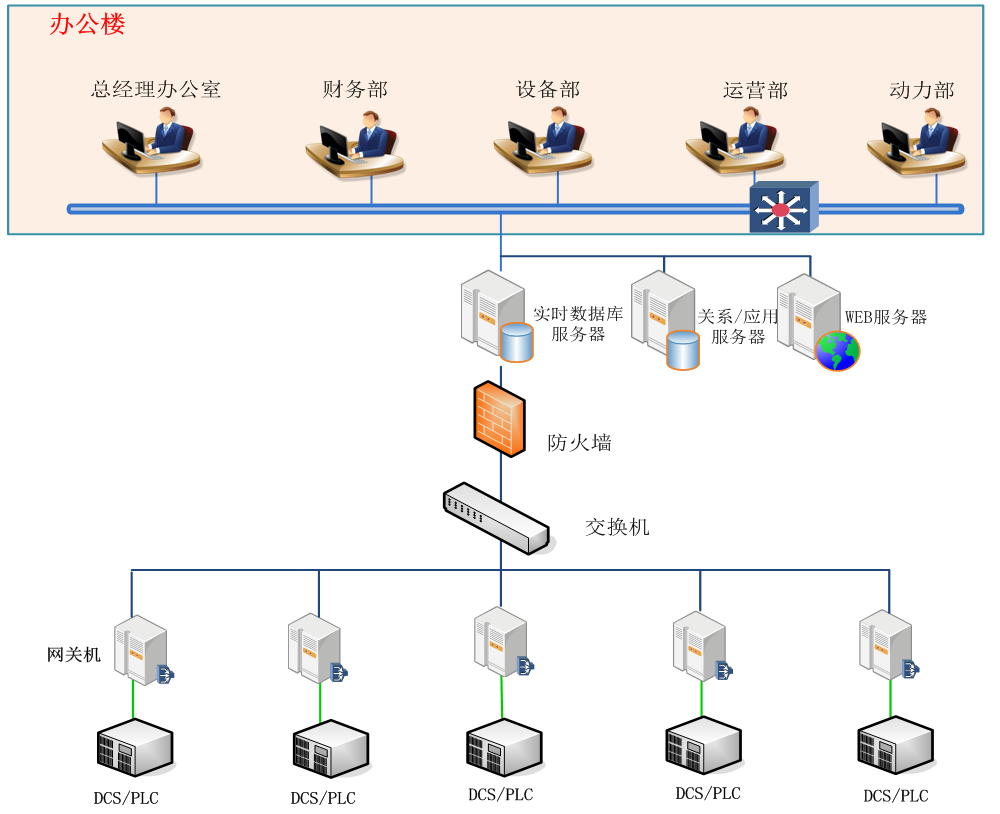 办公楼
总经理办公室
财务部
设备部
运营部
动力部
实时数据库
服务器
关系/应用
服务器
WEB服务器
防火墙
交换机
网关机
DCS/PLC
DCS/PLC
DCS/PLC
DCS/PLC
DCS/PLC